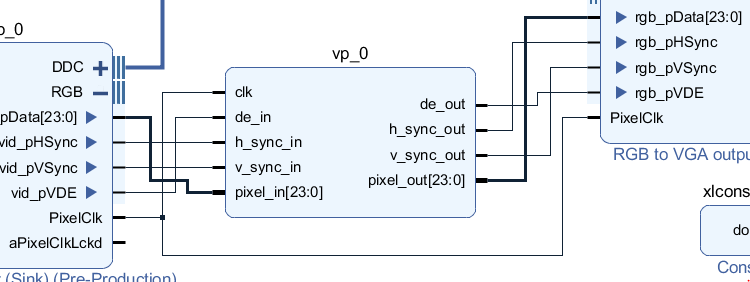 p_0
DDC
RGB
pData[23:0]
vid_pHSync
vid_pVSync
vid_pVDE
PixelClk
aPixelClkLckd
(Sink) (Pre-Production)
vp_0
clk
de_in
h_sync_in
v_sync_in
pixel_in[23:0]
de_out
h_sync_out
v_sync_out
pixel_out[23:0]
rgb_pData[23:0]
rgb_pHSync
rgb_pVSync
rgb_pVDE
PixelClk
RGB to VGA outpu
xlcons
do
Cons